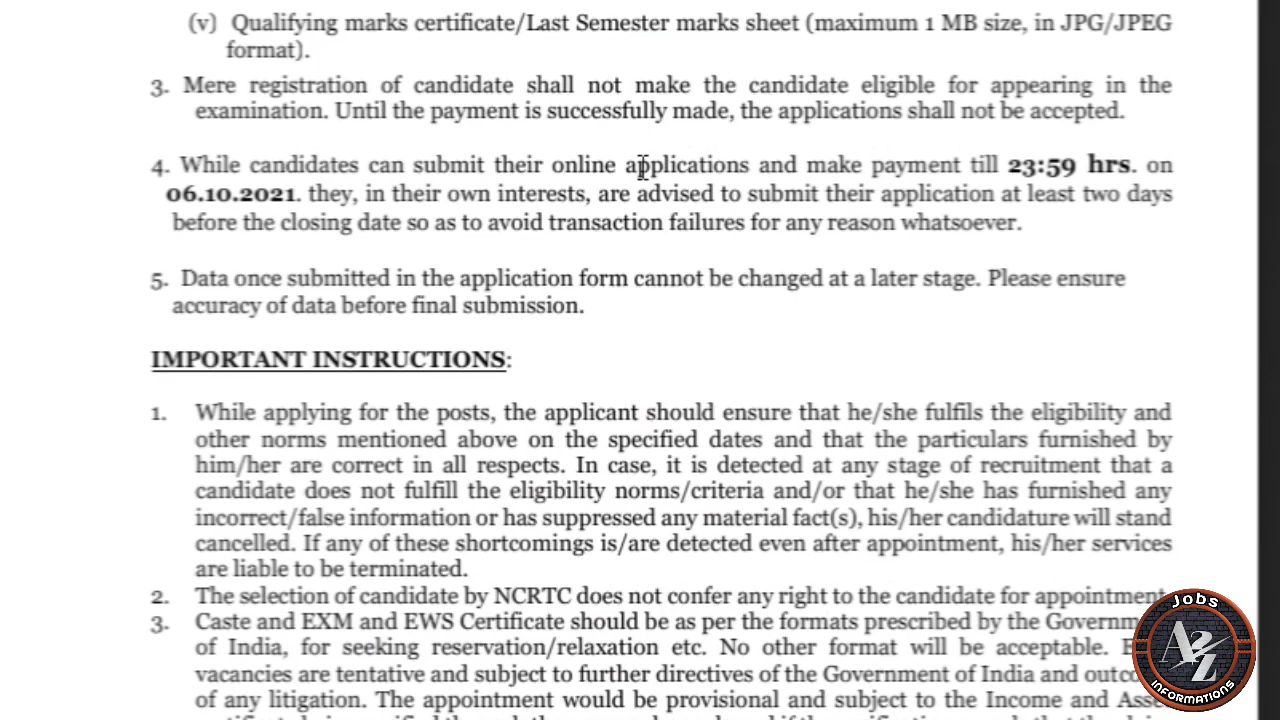 (v) Qualifying marks certificate/Last Semester marks sheet (maximum 1 MB size, in JPG/JPEG
format).
3. Mere registration of candidate shall not make the candidate eligible for appearing in the
examination. Until the payment is successfully made, the applications shall not be accepted.
4. While candidates can submit their online applications and make payment till 23:59 hrs. on
06.10.2021. they, in their own interests, are advised to submit their application at least two days
before the closing date so as to avoid transaction failures for any reason whatsoever.
5. Data once submitted in the application form cannot be changed at a later stage. Please ensure
accuracy of data before final submission.
IMPORTANT INSTRUCTIONS:
1. While applying for the posts, the applicant should ensure that he/she fulfils the eligibility and
other norms mentioned above on the specified dates and that the particulars furnished by
him/her are correct in all respects. In case, it is detected at any stage of recruitment that a
candidate does not fulfill the eligibility norms/criteria and/or that he/she has furnished any
incorrect/false information or has suppressed any material fact(s), his/her candidature will stand
cancelled. If any of these shortcomings is/are detected even after appointment, his/her services
are liable to be terminated.
2. The selection of candidate by NCRTC does not confer any right to the candidate for appointment
3. Caste and EXM and EWS Certificate should be as per the formats prescribed by the Governm
of India, for seeking reservation/relaxation etc. No other format will be acceptable.
vacancies are tentative and subject to further directives of the Government of India and outco
of any litigation. The appointment would be provisional and subject to the Income and Asse
Jobs
A2Z
INFORMATIONS